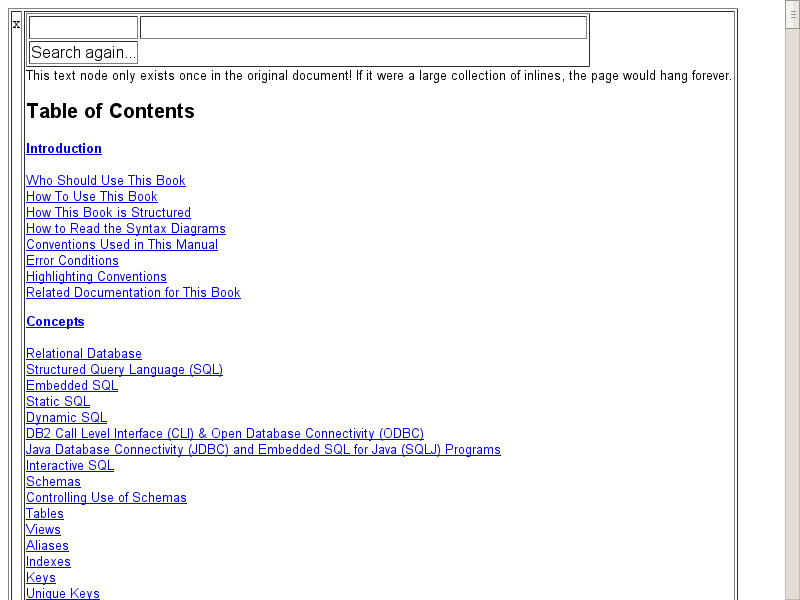 x
Search again...
This text node only exists once in the original document! If it were a large collection of inlines, the page would hang forever.
Table of Contents
Introduction
Who Should Use This Book
How To Use This Book
How This Book is Structured
How to Read the Syntax Diagrams
Conventions Used in This Manual
Error Conditions
Highlighting Conventions
Related Documentation for This Book
Concepts
Relational Database
Structured Query Language (SQL)
Embedded SQL
Static SQL
Dynamic SQL
DB2 Call Level Interface (CLI) & Open Database Connectivity (ODBC)
Java Database Connectivity (JDBC) and Embedded SQL for Java (SQLJ) Programs
Interactive SQL
Schemas
Controlling Use of Schemas
Tables
Views
Aliases
Indexes
Keys
Unique Keys